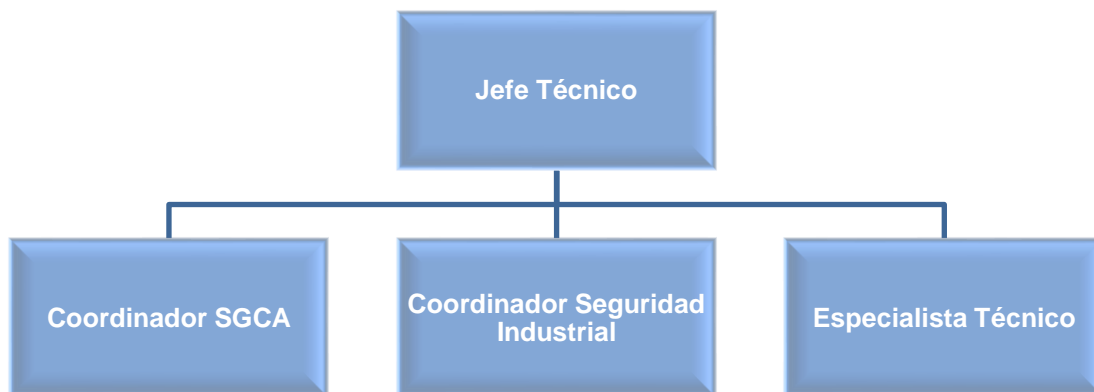 Jefe Técnico
Coordinador SGCA
Coordinador Seguridad
Industrial
Especialista Técnico